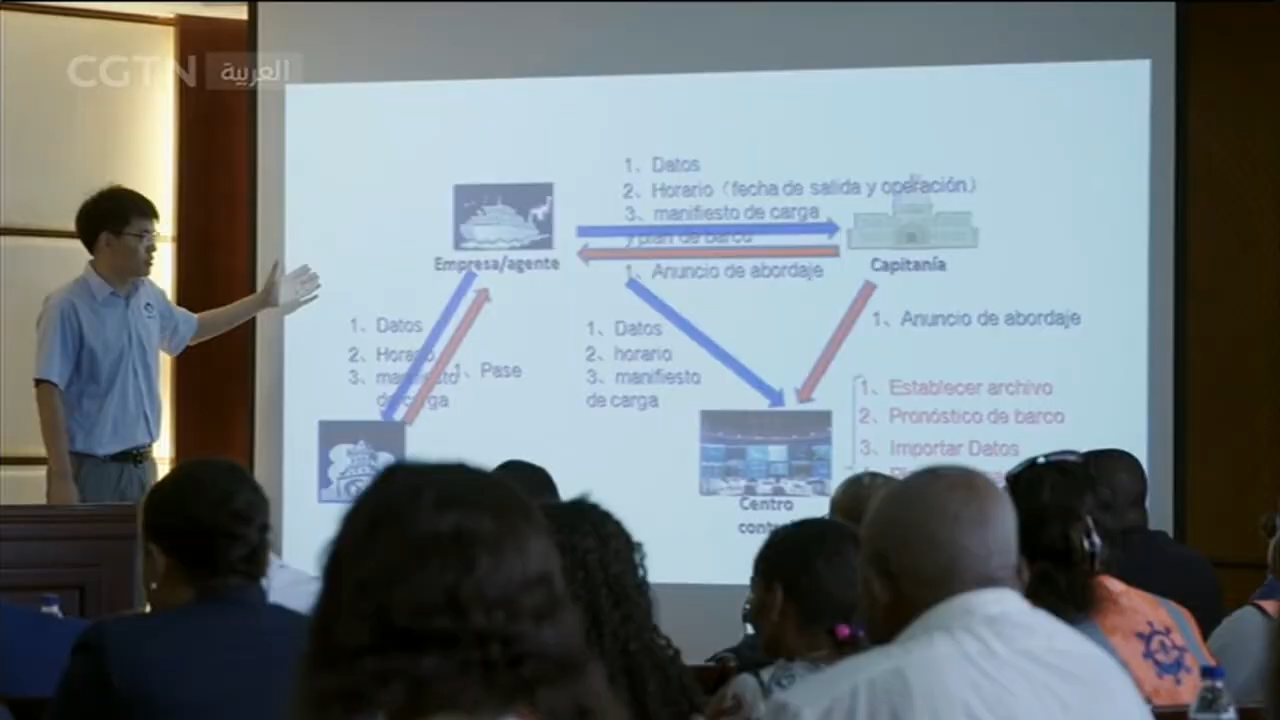 CGTN العربية
1、Datos
2、Horario（fecha de salida y operación）
3、manifiesto de carga
y plan de barco
Empresa/agente
Capitanía
1、Anuncio de abordaje
1、Datos
2、Horario
3、manifiesto
de carga
1、Pase
1、Datos
2、horario
3、manifiesto
de carga
1、Anuncio de abordaje
1、Establecer archivo
2、Pronóstico de barco
3、Importar Datos
Centro